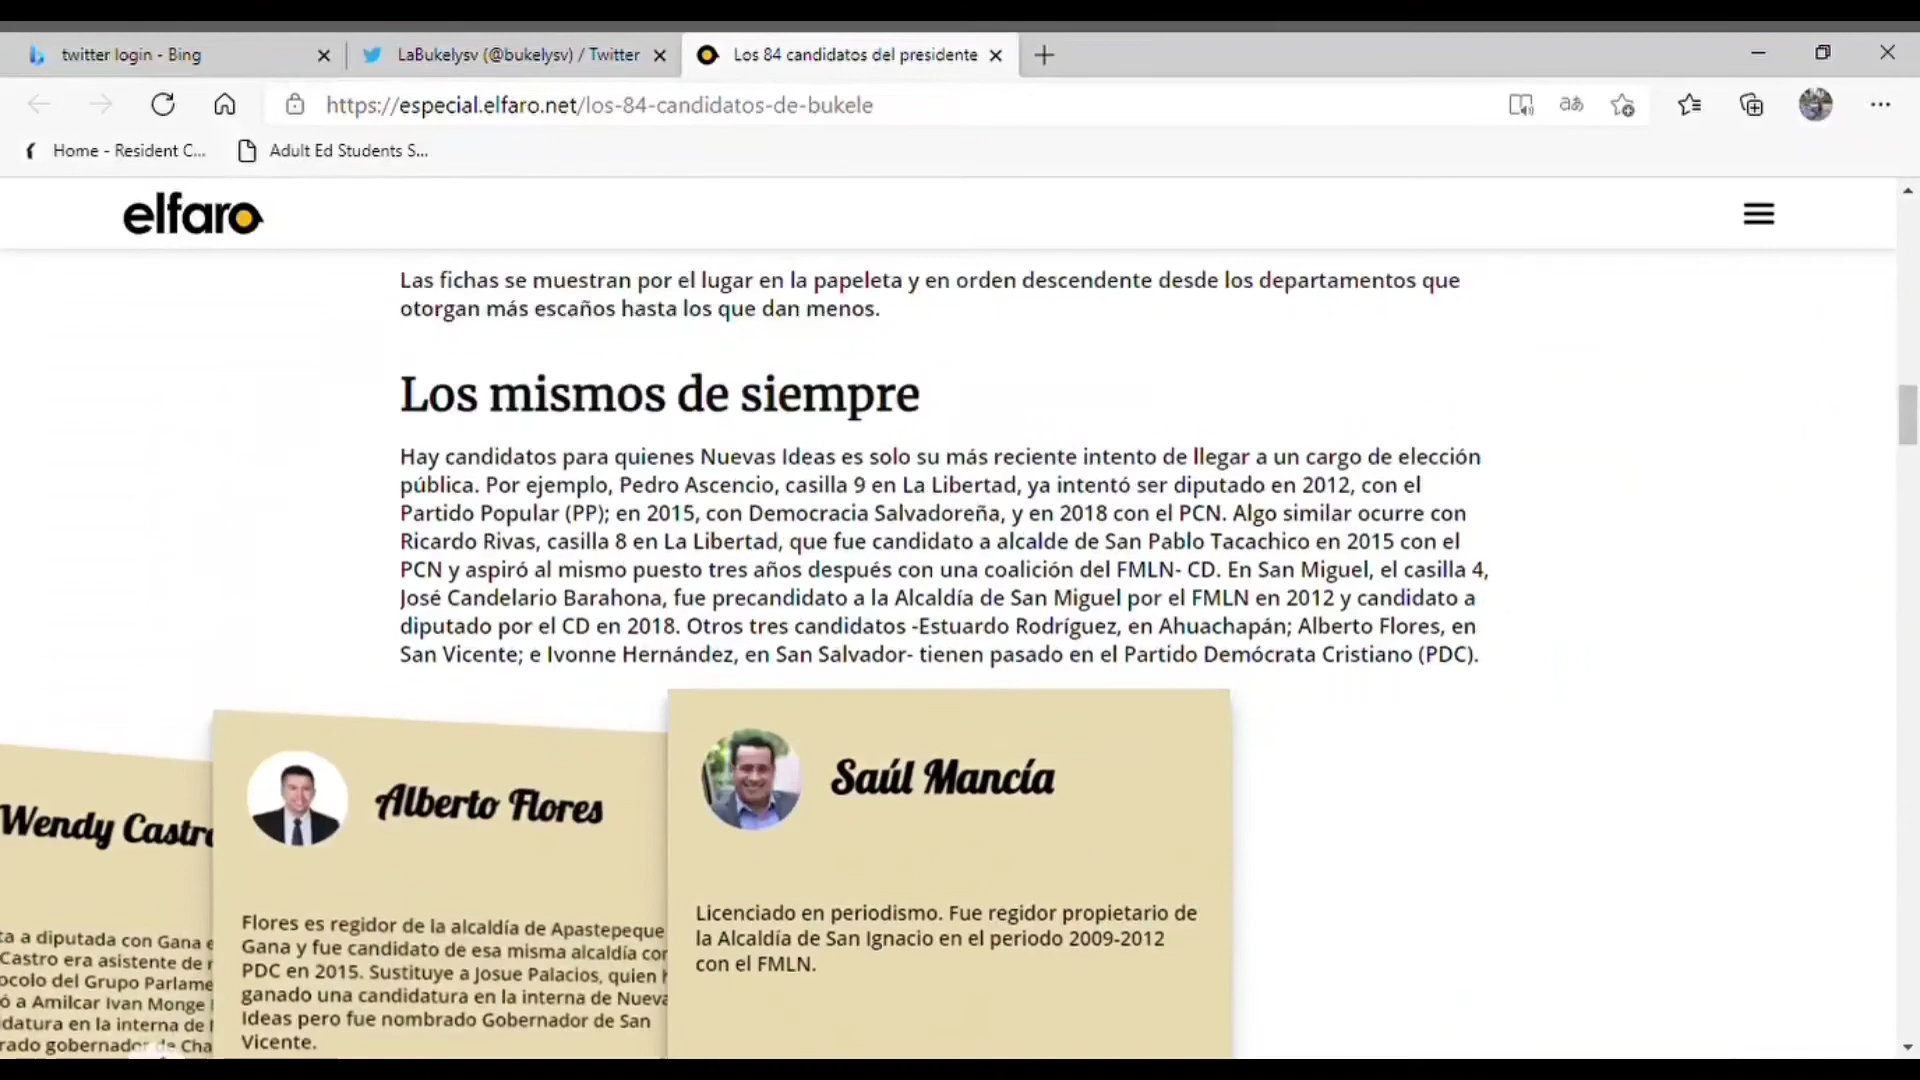 twitter login - Bing
LaBukelysv (@bukelysv) / Twitter
Los 84 candidatos del presidente
https://especial.elfaro.net/los-84-candidatos-de-bukele
Home - Resident C...
Adult Ed Students S...
elfaro
Las fichas se muestran por el lugar en la papeleta y en orden descendente desde los departamentos que
otorgan más escaños hasta los que dan menos.
Los mismos de siempre
Hay candidatos para quienes Nuevas Ideas es solo su más reciente intento de llegar a un cargo de elección
pública. Por ejemplo, Pedro Ascencio, casilla 9 en La Libertad, ya intentó ser diputado en 2012, con el
Partido Popular (PP); en 2015, con Democracia Salvadoreña, y en 2018 con el PCN. Algo similar ocurre con
Ricardo Rivas, casilla 8 en La Libertad, que fue candidato a alcalde de San Pablo Tacachico en 2015 con el
PCN y aspiró al mismo puesto tres años después con una coalición del FMLN- CD. En San Miguel, el casilla 4,
José Candelario Barahona, fue precandidato a la Alcaldía de San Miguel por el FMLN en 2012 y candidato a
diputado por el CD en 2018. Otros tres candidatos -Estuardo Rodríguez, en Ahuachapán; Alberto Flores, en
San Vicente; e Ivonne Hernández, en San Salvador- tienen pasado en el Partido Demócrata Cristiano (PDC).
Wendy Castro
ta a diputada con Gana e
Castro era asistente de
ocolo del Grupo Parlame
ó a Amilcar Ivan Monge
idatura en la interna de
rado gobernador de Cha
Alberto Flores
Flores es regidor de la alcaldía de Apastepeque
Gana y fue candidato de esa misma alcaldía con
PDC en 2015. Sustituye a Josue Palacios, quien h
ganado una candidatura en la interna de Nueva
Ideas pero fue nombrado Gobernador de San
Vicente.
Saúl Mancía
Licenciado en periodismo. Fue regidor propietario de
la Alcaldía de San Ignacio en el periodo 2009-2012
con el FMLN.